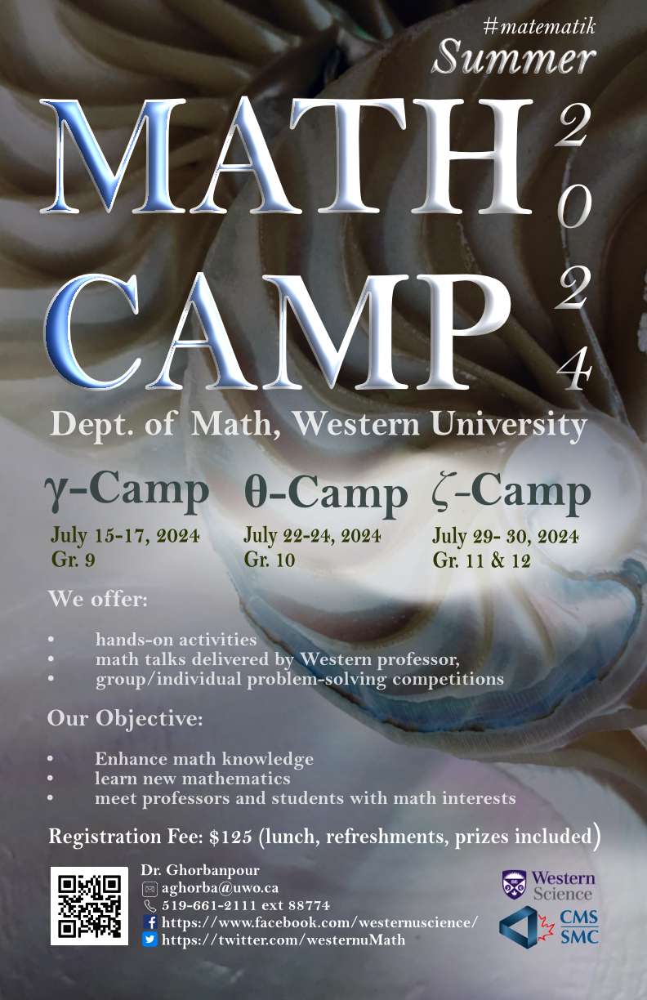 #matematik
Summer
MATH
CAMP
2024
Dept. of Math, Western University
γ-Camp
July 15-17, 2024
Gr. 9
θ-Camp
July 22-24, 2024
Gr. 10
ζ-Camp
July 29- 30, 2024
Gr. 11 & 12
We offer:
• hands-on activities
• math talks delivered by Western professor,
• group/individual problem-solving competitions
Our Objective:
• Enhance math knowledge
• learn new mathematics
• meet professors and students with math interests
Registration Fee: $125 (lunch, refreshments, prizes included)
Dr. Ghorbanpour
aghorba@uwo.ca
519-661-2111 ext 88774
https://www.facebook.com/westernuscience/
https://twitter.com/westernuMath
Western
Science
CMS
SMC